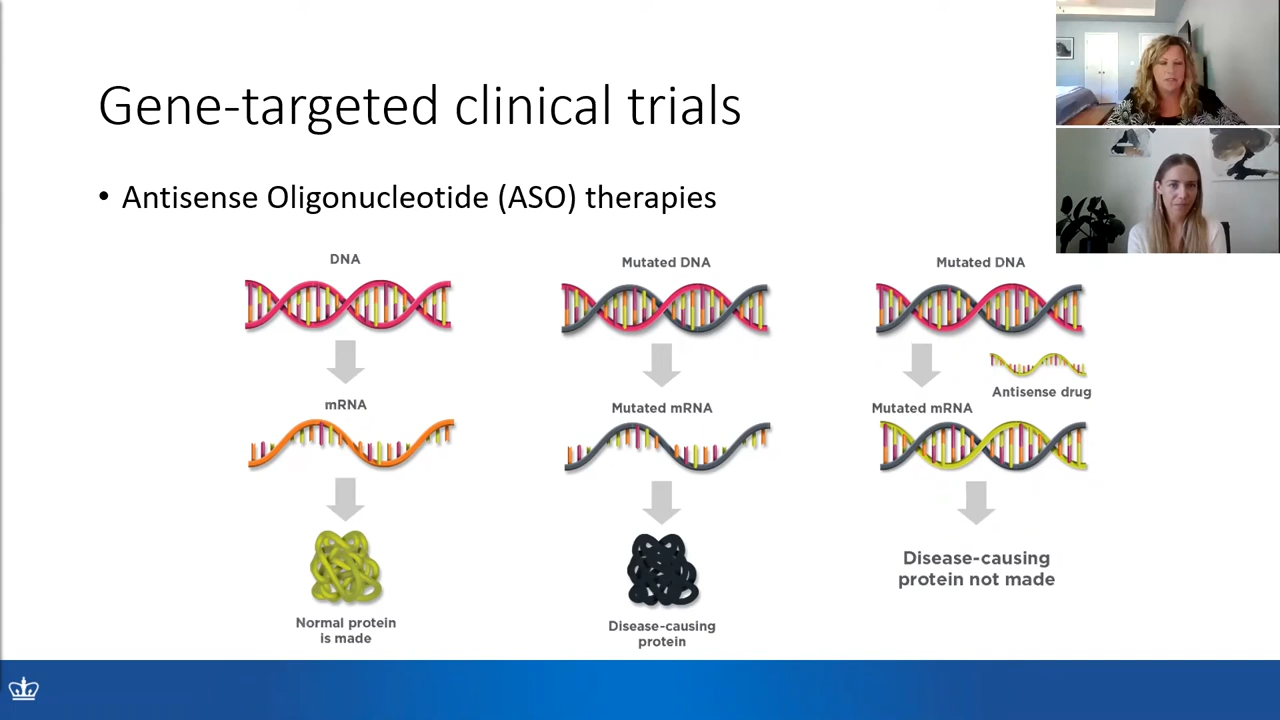 Gene-targeted clinical trials
• Antisense Oligonucleotide (ASO) therapies
DNA
mRNA
Normal protein
is made
Mutated DNA
Mutated mRNA
Disease-causing
protein
Mutated DNA
Antisense drug
Mutated mRNA
Disease-causing
protein not made